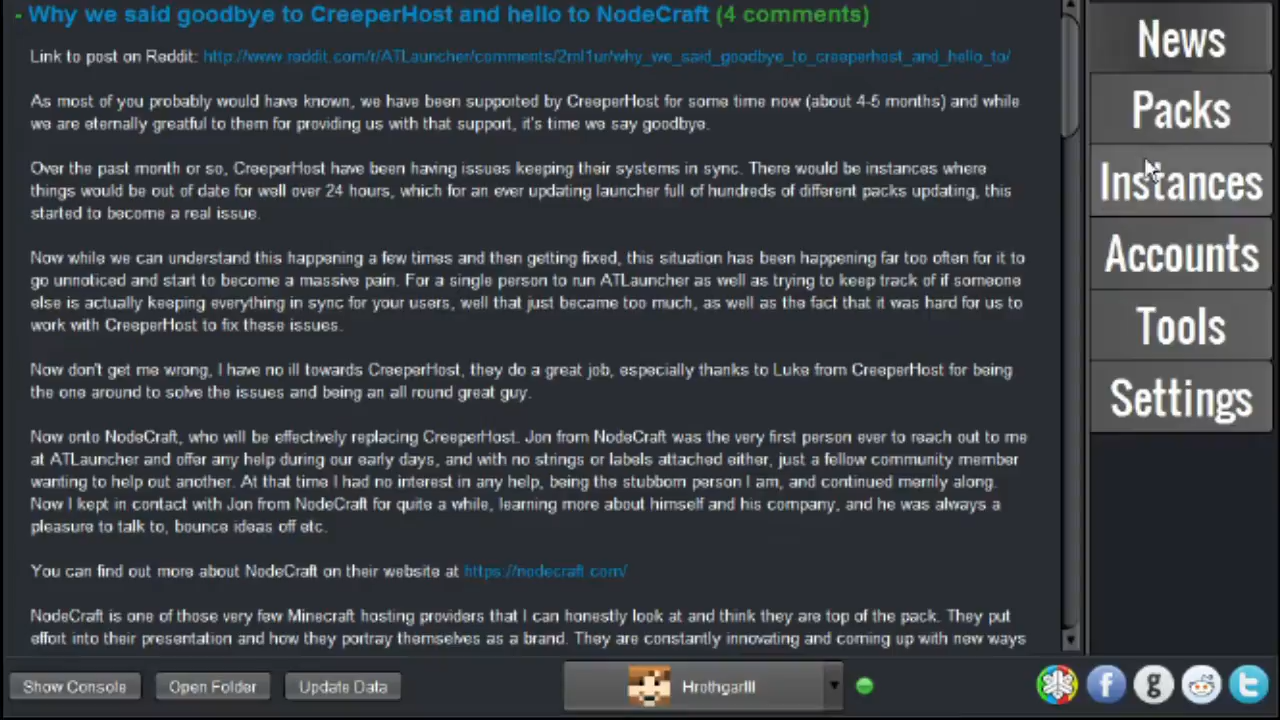 - Why we said goodbye to CreeperHost and hello to NodeCraft (4 comments)
Link to post on Reddit: http://www.reddit.com/r/ATLauncher/comments/2ml1ur/why_we_said_goodbye_to_creeperhost_and_hello_to/
As most of you probably would have known, we have been supported by CreeperHost for some time now (about 4-5 months) and while
we are eternally greatful to them for providing us with that support, it's time we say goodbye.
Over the past month or so, CreeperHost have been having issues keeping their systems in sync. There would be instances where
things would be out of date for well over 24 hours, which for an ever updating launcher full of hundreds of different packs updating, this
started to become a real issue.
Now while we can understand this happening a few times and then getting fixed, this situation has been happening far too often for it to
go unnoticed and start to become a massive pain. For a single person to run ATLauncher as well as trying to keep track of if someone
else is actually keeping everything in sync for your users, well that just became too much, as well as the fact that it was hard for us to
work with CreeperHost to fix these issues.
Now don't get me wrong, I have no ill towards CreeperHost, they do a great job, especially thanks to Luke from CreeperHost for being
the one around to solve the issues and being an all round great guy.
Now onto NodeCraft, who will be effectively replacing CreeperHost. Jon from NodeCraft was the very first person ever to reach out to me
at ATLauncher and offer any help during our early days, and with no strings or labels attached either, just a fellow community member
wanting to help out another. At that time I had no interest in any help, being the stubborn person I am, and continued merrily along.
Now I kept in contact with Jon from NodeCraft for quite a while, learning more about himself and his company, and he was always a
pleasure to talk to, bounce ideas off etc.
You can find out more about NodeCraft on their website at https://nodecraft.com/
NodeCraft is one of those very few Minecraft hosting providers that I can honestly look at and think they are top of the pack. They put
effort into their presentation and how they portray themselves as a brand. They are constantly innovating and coming up with new ways
News
Packs
Instances
Accounts
Tools
Settings
Show Console
Open Folder
Update Data
HrothgarIII